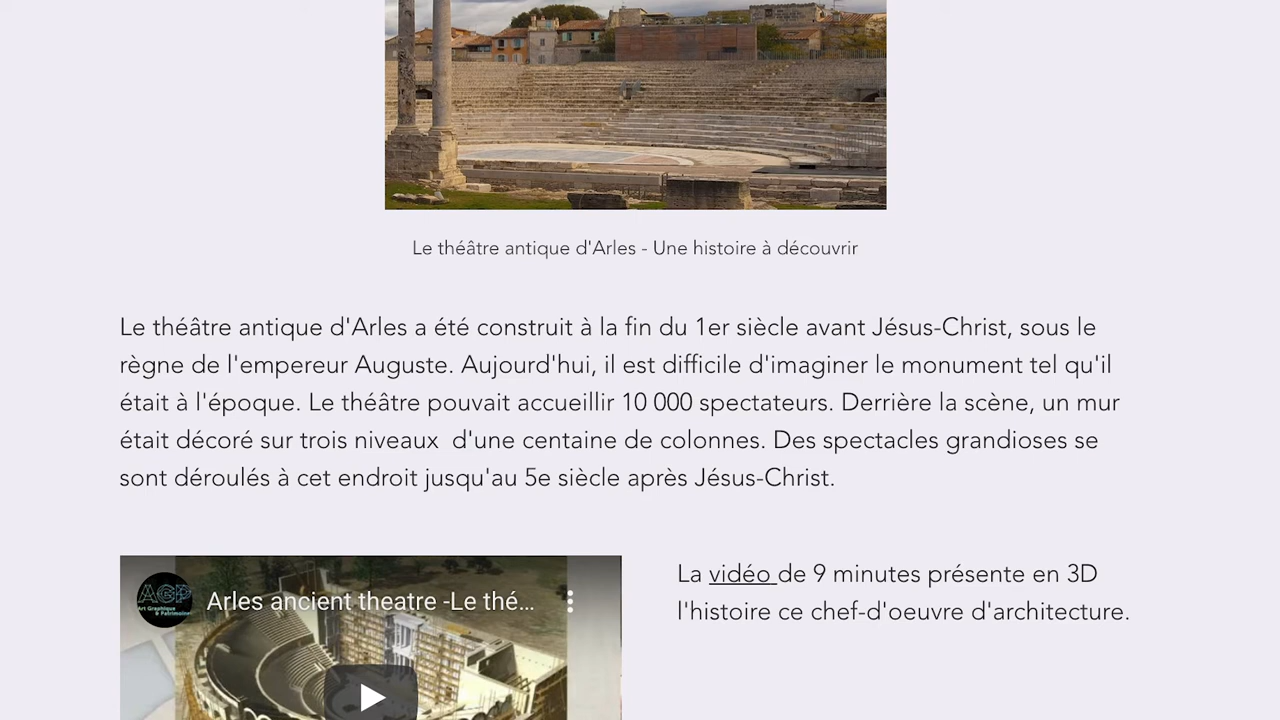 Le théâtre antique d'Arles - Une histoire à découvrir
Le théâtre antique d'Arles a été construit à la fin du 1er siècle avant Jésus-Christ, sous le
règne de l'empereur Auguste. Aujourd'hui, il est difficile d'imaginer le monument tel qu'il
était à l'époque. Le théâtre pouvait accueillir 10 000 spectateurs. Derrière la scène, un mur
était décoré sur trois niveaux d'une centaine de colonnes. Des spectacles grandioses se
sont déroulés à cet endroit jusqu'au 5e siècle après Jésus-Christ.
AGP
Art Graphique
& Patrimoine
Arles ancient theatre -Le thé...
La vidéo de 9 minutes présente en 3D
l'histoire ce chef-d'oeuvre d'architecture.